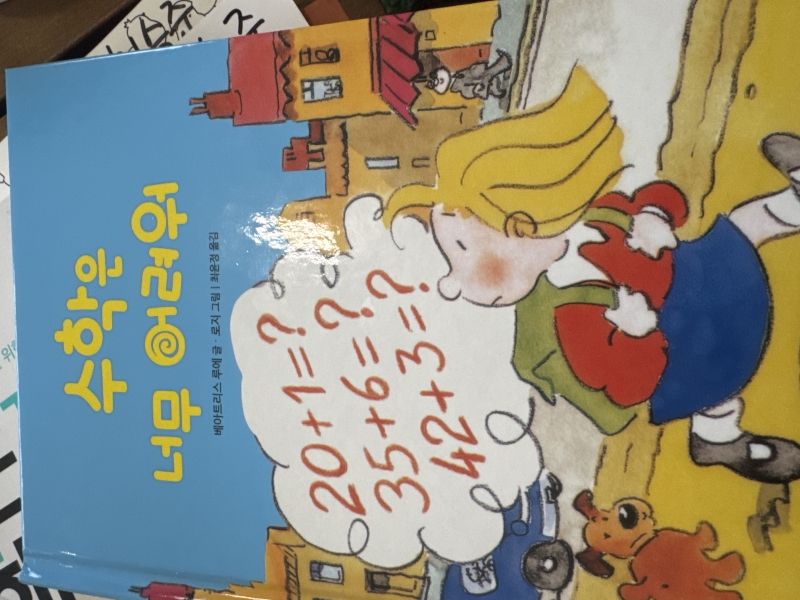 수학은
너무 어려워
베아트리스 루에 글 · 로지 그림 | 최윤정 옮김
20+1=?
35+6=?
42+3=?